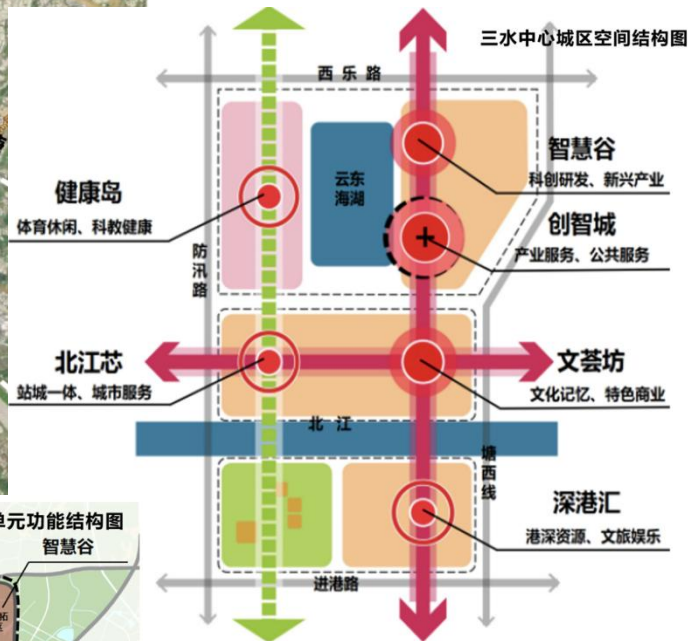 三水中心城区空间结构图
西乐路
智慧谷
科创研发、新兴产业
云东
海湖
健康岛
体育休闲、科教健康
创智城
产业服务、公共服务
防汛路
北江芯
站城一体、城市服务
文荟坊
文化记忆、特色商业
北江
塘西线
深港汇
港深资源、文旅娱乐
进港路
单元功能结构图
智慧谷